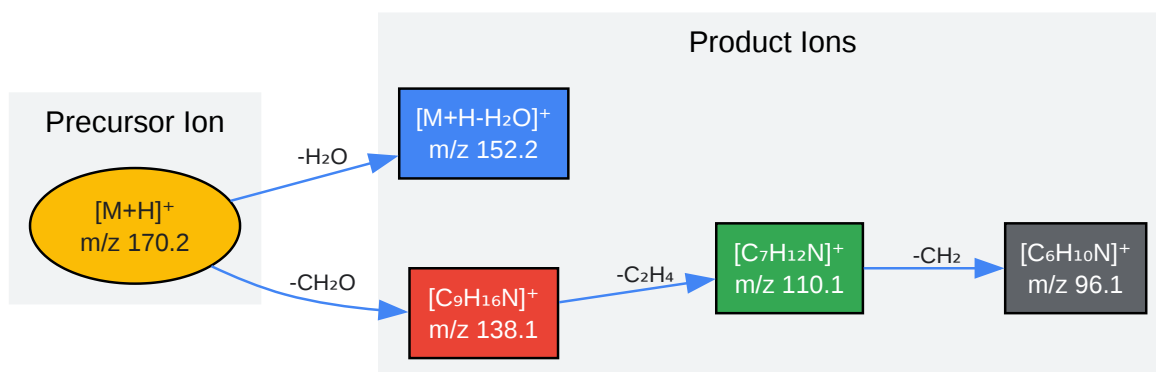 Product Ions
Precursor Ion
[M+H]⁺
m/z 170.2
-H₂O
[M+H-H₂O]⁺
m/z 152.2
-CH₂O
[C₉H₁₆N]⁺
m/z 138.1
-C₂H₄
[C₇H₁₂N]⁺
m/z 110.1
-CH₂
[C₆H₁₀N]⁺
m/z 96.1